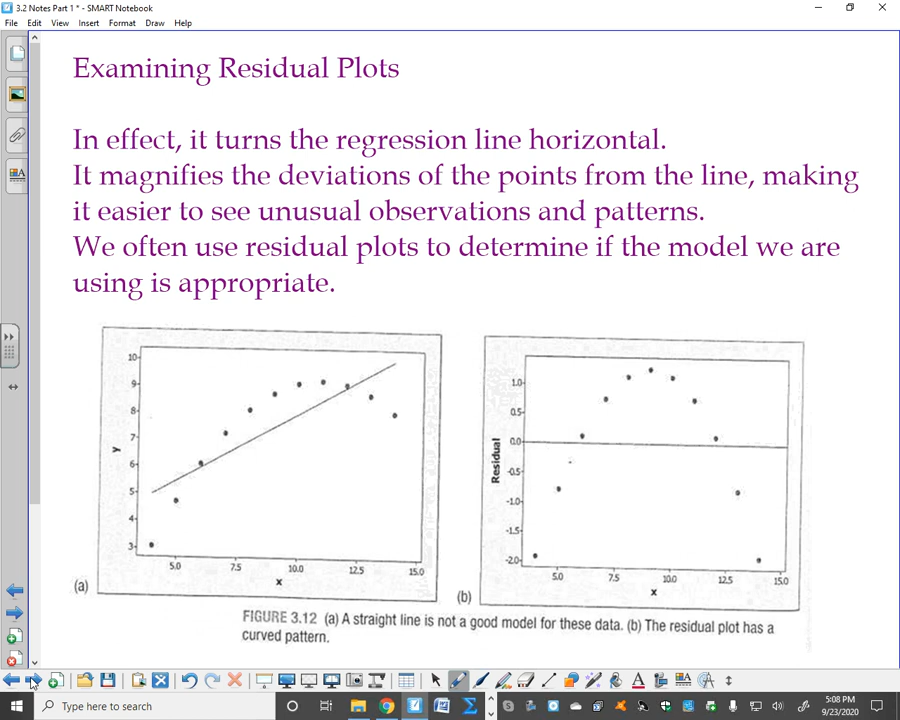 3.2 Notes Part 1 * - SMART Notebook
File Edit View Insert Format Draw Help
Examining Residual Plots
In effect, it turns the regression line horizontal.
It magnifies the deviations of the points from the line, making
it easier to see unusual observations and patterns.
We often use residual plots to determine if the model we are
using is appropriate.
10
9
8
7
6
5
4
3
y
5.0 7.5 10.0 12.5 15.0
x
(a)
1.0
0.5
0.0
-0.5
-1.0
-1.5
-2.0
Residual
5.0 7.5 10.0 12.5 15.0
x
(b)
FIGURE 3.12 (a) A straight line is not a good model for these data. (b) The residual plot has a
curved pattern.
Type here to search
5:08 PM
9/23/2020